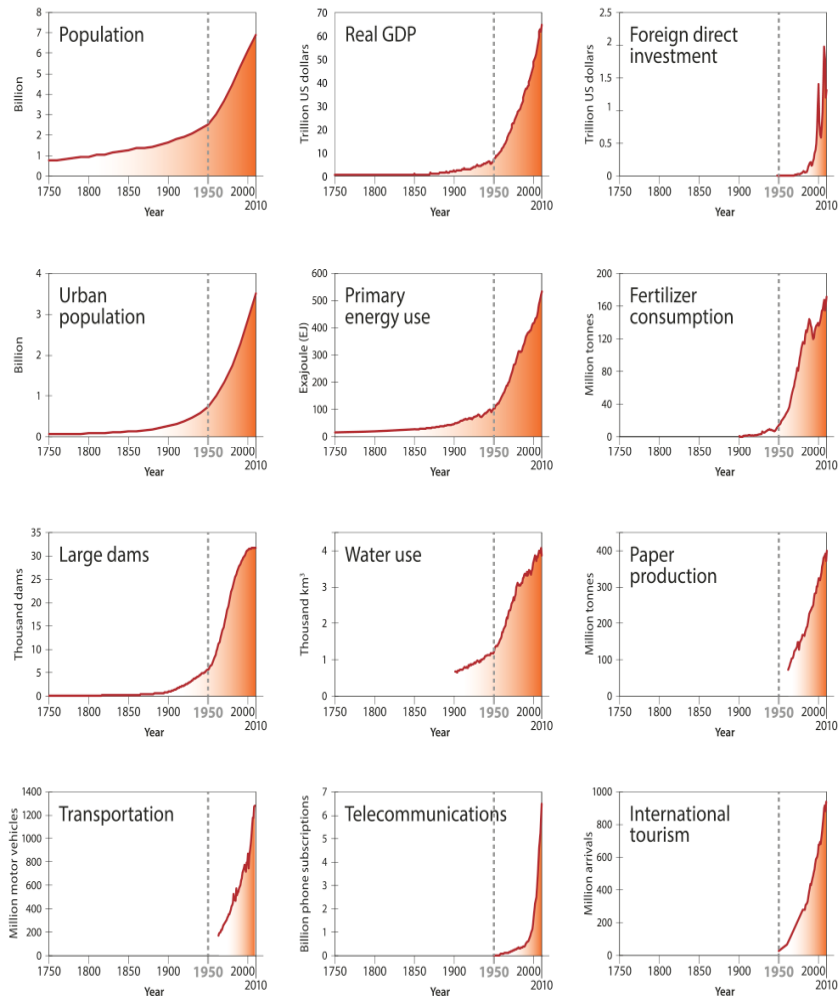 Population
Billion
8
7
6
5
4
3
2
1
0
1750 1800 1850 1900 1950 2000 2010
Year
Real GDP
Trillion US dollars
70
60
50
40
30
20
10
0
1750 1800 1850 1900 1950 2000 2010
Year
Foreign direct
investment
Trillion US dollars
2.5
2
1.5
1
0.5
0
1750 1800 1850 1900 1950 2000 2010
Year
Urban
population
Billion
4
3
2
1
0
1750 1800 1850 1900 1950 2000 2010
Year
Primary
energy use
Exajoule (EJ)
600
500
400
300
200
100
0
1750 1800 1850 1900 1950 2000 2010
Year
Fertilizer
consumption
Million tonnes
200
160
120
80
40
0
1750 1800 1850 1900 1950 2000 2010
Year
Large dams
Thousand dams
35
30
25
20
15
10
5
0
1750 1800 1850 1900 1950 2000 2010
Year
Water use
Thousand km³
4
3
2
1
0
1750 1800 1850 1900 1950 2000 2010
Year
Paper
production
Million tonnes
400
300
200
100
0
1750 1800 1850 1900 1950 2000 2010
Year
Transportation
Million motor vehicles
1400
1200
1000
800
600
400
200
0
1750 1800 1850 1900 1950 2000 2010
Year
Telecommunications
Billion phone subscriptions
7
6
5
4
3
2
1
0
1750 1800 1850 1900 1950 2000 2010
Year
International
tourism
Million arrivals
1000
800
600
400
200
0
1750 1800 1850 1900 1950 2000 2010
Year